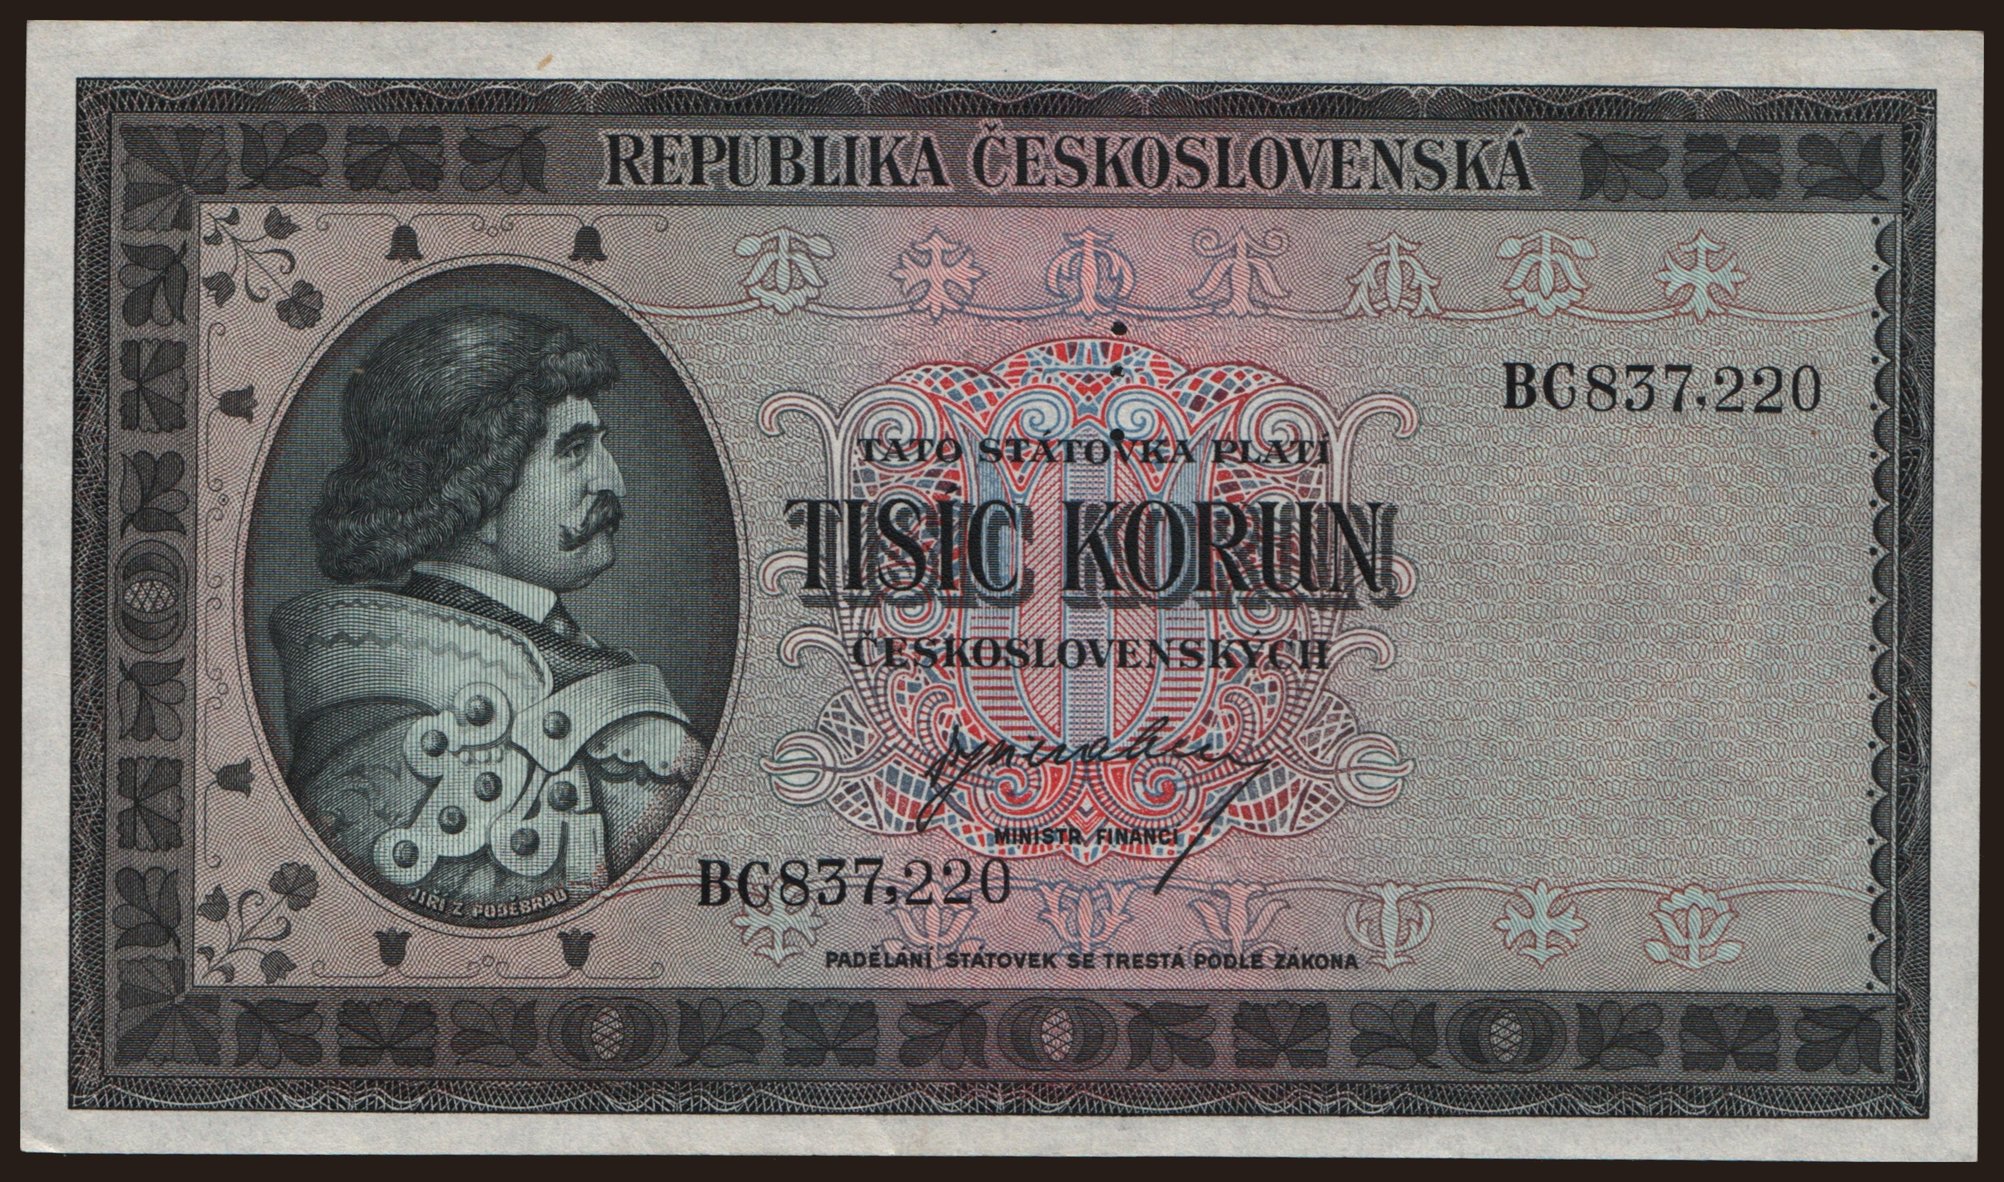 REPUBLIKA ČESKOSLOVENSKÁ
BC837,220
TATO STÁTOVKA PLATÍ
TISÍC KORUN
ČESKOSLOVENSKÝCH
MINISTR FINANCÍ
BC837,220
JIŘÍ Z PODĚBRAD
PADĚLÁNÍ STÁTOVEK SE TRESTÁ PODLE ZÁKONA